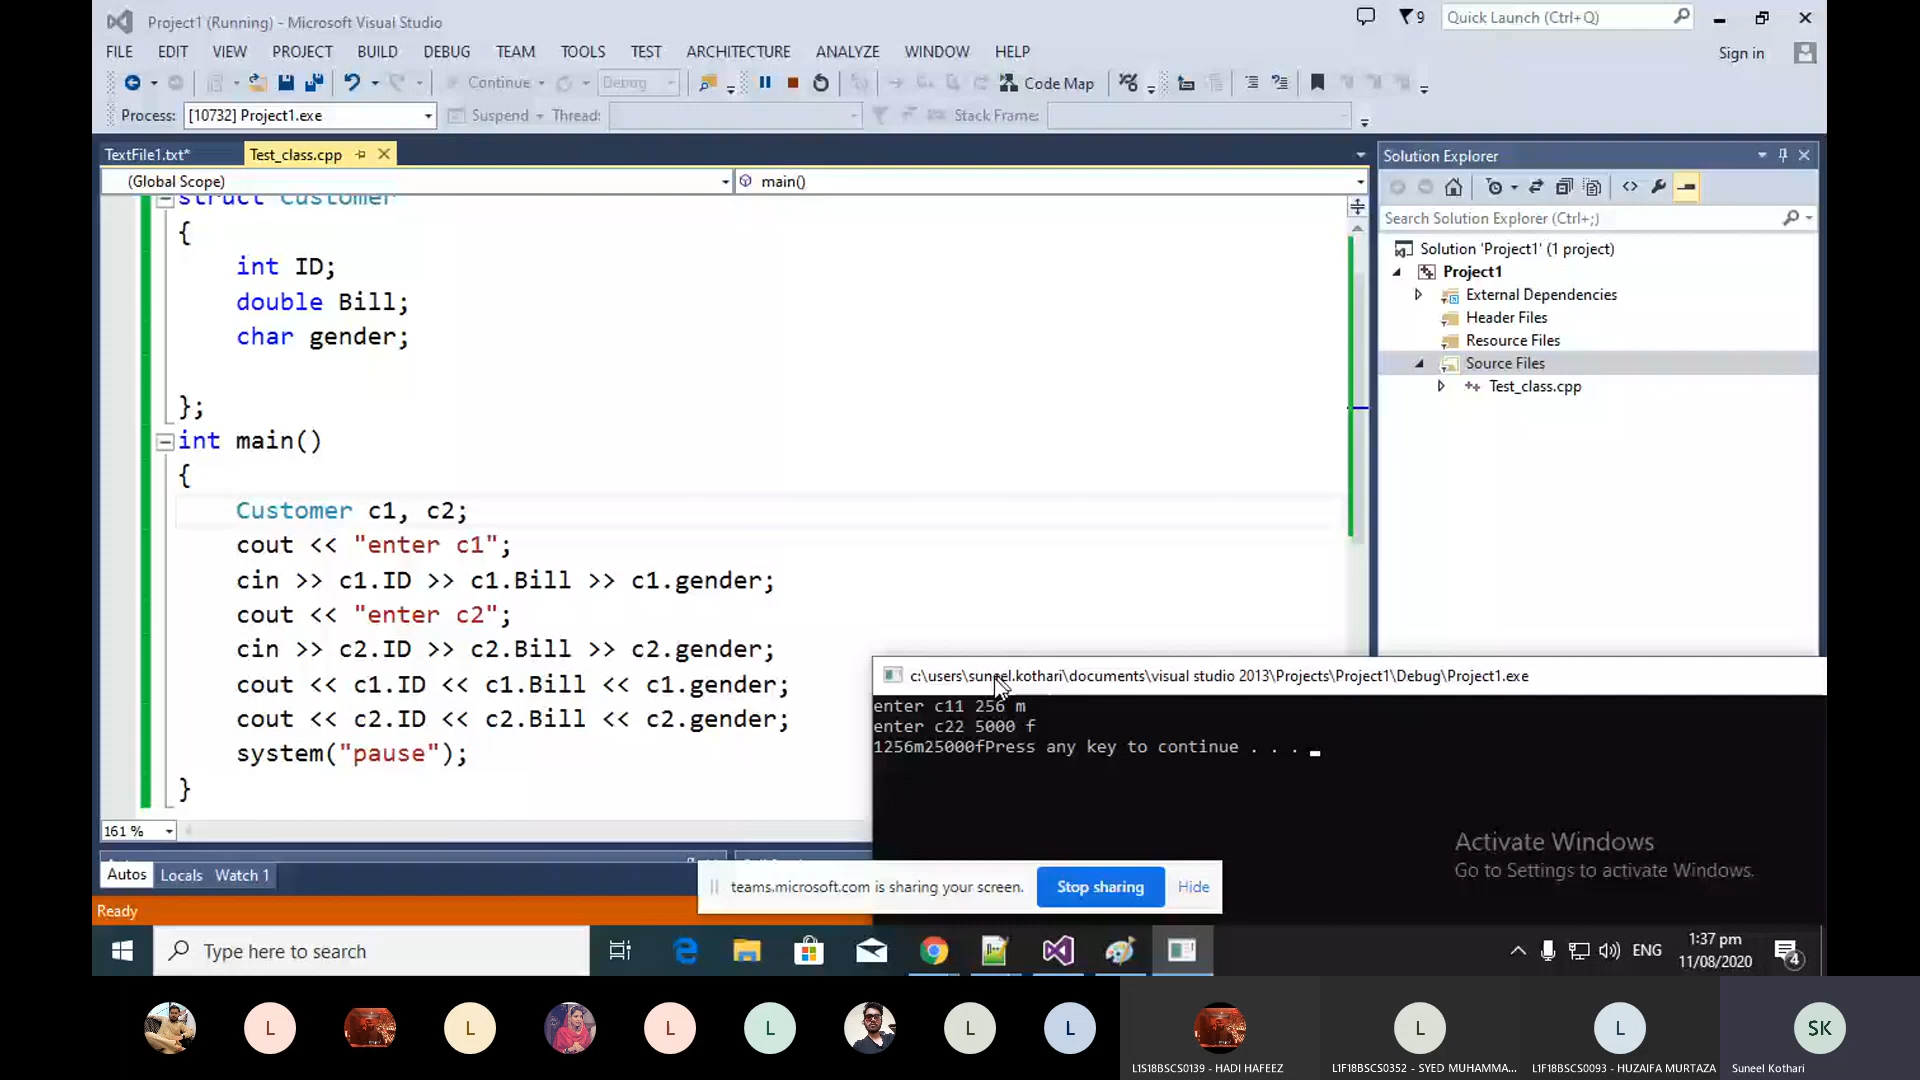 Project1 (Running) - Microsoft Visual Studio
9
Quick Launch (Ctrl+Q)
FILE EDIT VIEW PROJECT BUILD DEBUG TEAM TOOLS TEST ARCHITECTURE ANALYZE WINDOW HELP
Sign in
Continue Debug Code Map
Process: [10732] Project1.exe Suspend Thread: Stack Frame:
TextFile1.txt* Test_class.cpp
(Global Scope) main()
struct Customer
{
int ID;
double Bill;
char gender;
};
int main()
{
Customer c1, c2;
cout << "enter c1";
cin >> c1.ID >> c1.Bill >> c1.gender;
cout << "enter c2";
cin >> c2.ID >> c2.Bill >> c2.gender;
cout << c1.ID << c1.Bill << c1.gender;
cout << c2.ID << c2.Bill << c2.gender;
system("pause");
}
161 %
Autos Locals Watch 1
Ready
Solution Explorer
Search Solution Explorer (Ctrl+;)
Solution 'Project1' (1 project)
Project1
External Dependencies
Header Files
Resource Files
Source Files
Test_class.cpp
c:\users\suneel.kothari\documents\visual studio 2013\Projects\Project1\Debug\Project1.exe
enter c11 256 m
enter c22 5000 f
1256m25000fPress any key to continue . . .
Activate Windows
Go to Settings to activate Windows.
teams.microsoft.com is sharing your screen. Stop sharing Hide
Type here to search
ENG
1:37 pm
11/08/2020
4
L L L L L L L L L SK
L1S18BSCS0139 - HADI HAFEEZ
L1F18BSCS0352 - SYED MUHAMMA...
L1F18BSCS0093 - HUZAIFA MURTAZA
Suneel Kothari